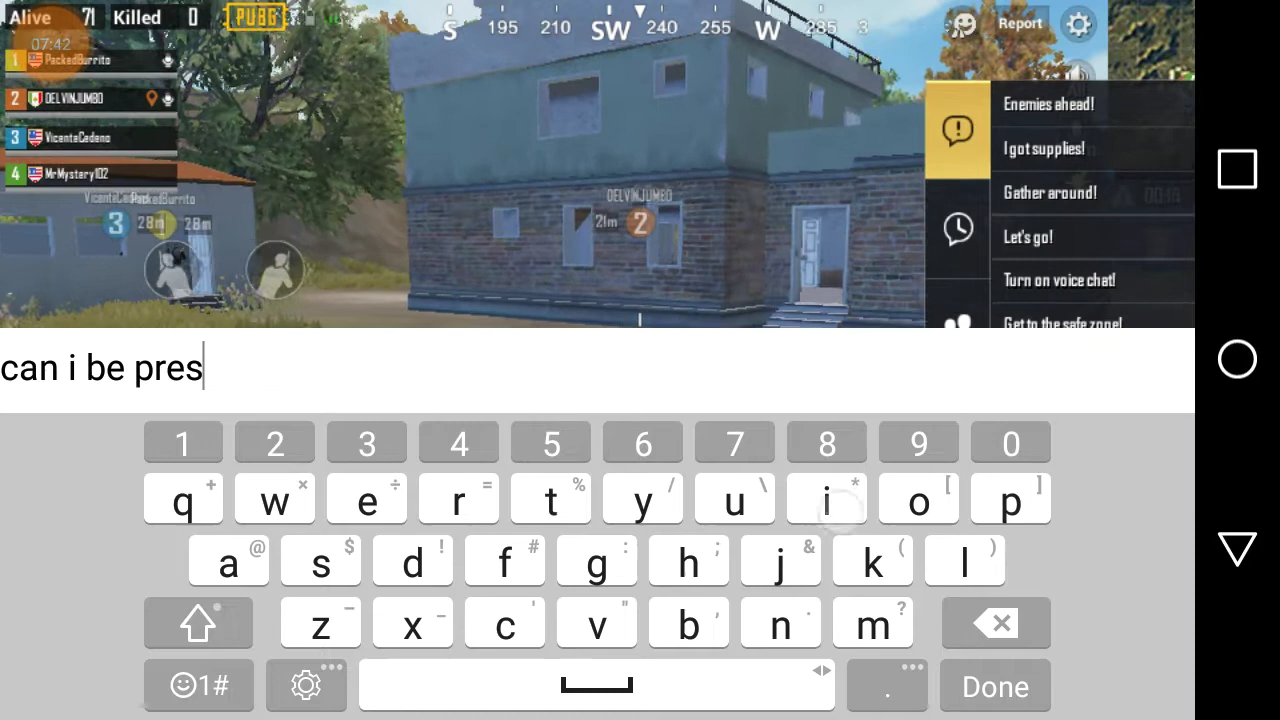 Alive 71 Killed 0 PUBG
S 195 210 SW 240 255 W 285 3
Report
07:42
1 PackedBurrito
2 DELVINJUMBO
3 VicenteCedeno
4 MrMystery102
PackedBurrito
3 28m 28m
DELVINJUMBO
21m 2
Enemies ahead!
I got supplies!
Gather around!
Let's go!
Turn on voice chat!
Get to the safe zone!
can i be pres
1 2 3 4 5 6 7 8 9 0
q + w × e ÷ r = t % y / u \ i * o [ p ]
a @ s $ d ! f # g : h ; j & k ( l )
z – x _ c ' v " b , n . m ?
1# . Done